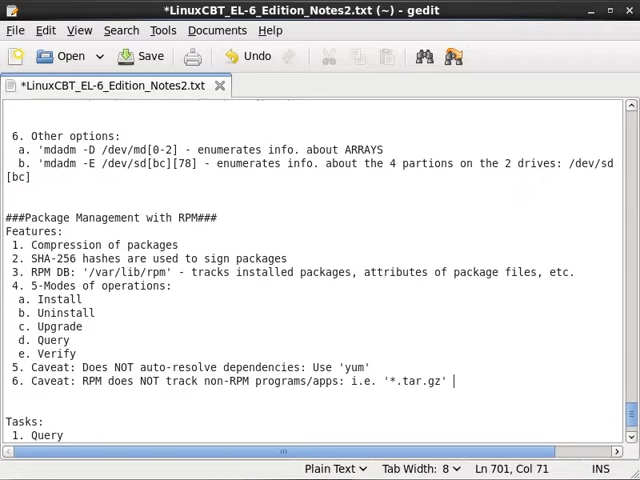 *LinuxCBT_EL-6_Edition_Notes2.txt (~) - gedit
File Edit View Search Tools Documents Help
Open Save Undo
*LinuxCBT_EL-6_Edition_Notes2.txt
6. Other options:
a. 'mdadm -D /dev/md[0-2] - enumerates info. about ARRAYS
b. 'mdadm -E /dev/sd[bc][78] - enumerates info. about the 4 partions on the 2 drives: /dev/sd
[bc]
###Package Management with RPM###
Features:
1. Compression of packages
2. SHA-256 hashes are used to sign packages
3. RPM DB: '/var/lib/rpm' - tracks installed packages, attributes of package files, etc.
4. 5-Modes of operations:
a. Install
b. Uninstall
c. Upgrade
d. Query
e. Verify
5. Caveat: Does NOT auto-resolve dependencies: Use 'yum'
6. Caveat: RPM does NOT track non-RPM programs/apps: i.e. '*.tar.gz'
Tasks:
1. Query
Plain Text Tab Width: 8 Ln 701, Col 71 INS